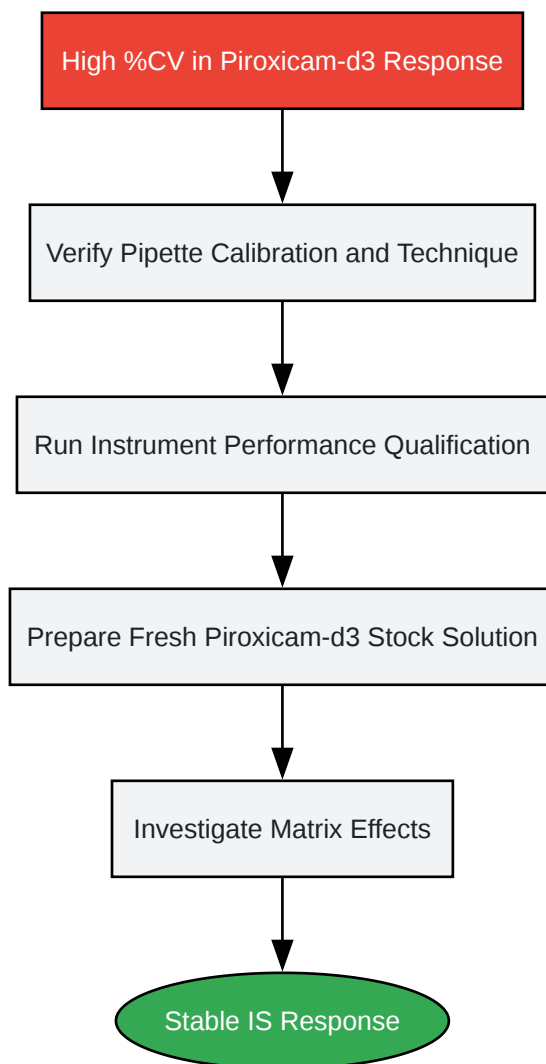 High %CV in Piroxicam-d3 Response
Verify Pipette Calibration and Technique
Run Instrument Performance Qualification
Prepare Fresh Piroxicam-d3 Stock Solution
Investigate Matrix Effects
Stable IS Response